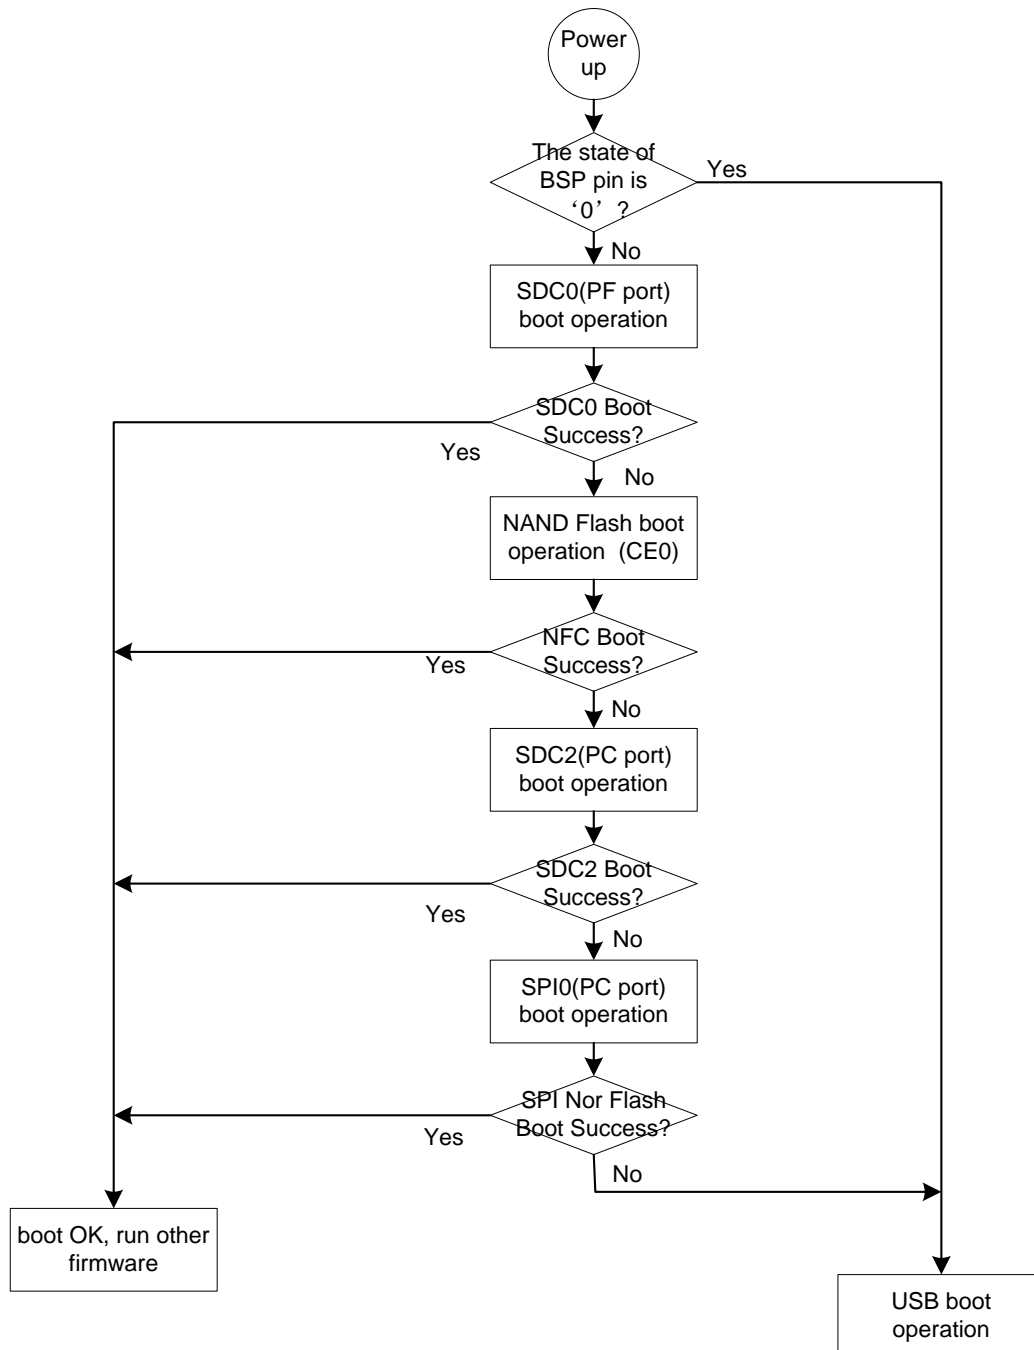 Power
up
The state of
BSP pin is
‘0’ ?
Yes
No
SDC0(PF port)
boot operation
SDC0 Boot
Success?
Yes
No
NAND Flash boot
operation (CE0)
NFC Boot
Success?
Yes
No
SDC2(PC port)
boot operation
SDC2 Boot
Success?
Yes
No
SPI0(PC port)
boot operation
SPI Nor Flash
Boot Success?
Yes
No
boot OK, run other
firmware
USB boot
operation